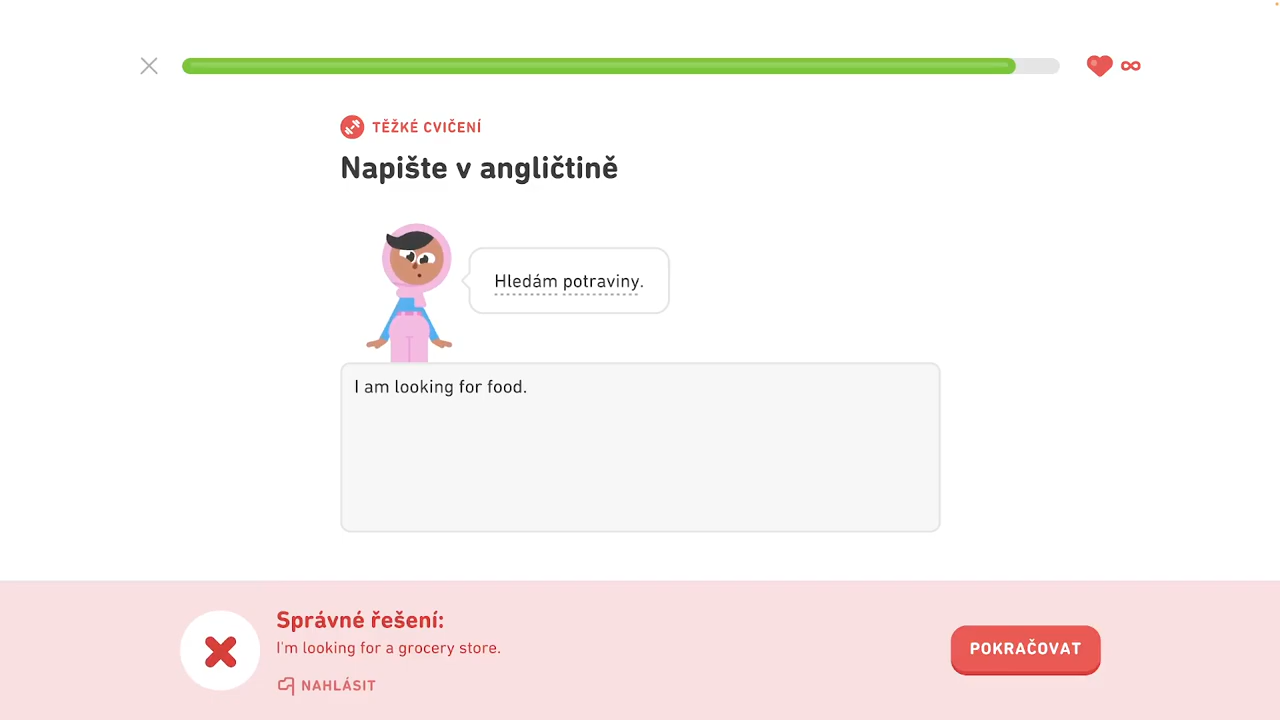 TĚŽKÉ CVIČENÍ
Napište v angličtině
Hledám potraviny.
I am looking for food.
Správné řešení:
I'm looking for a grocery store.
NAHLÁSIT
POKRAČOVAT